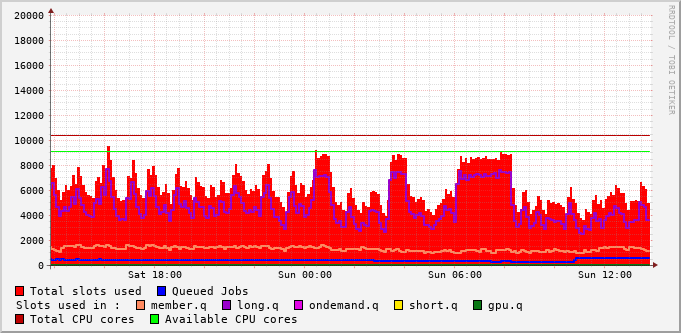 20000
18000
16000
14000
12000
10000
8000
6000
4000
2000
0
Sat 18:00 Sun 00:00 Sun 06:00 Sun 12:00
RRDTOOL / TOBI OETIKER
Total slots used Queued Jobs
Slots used in : member.q long.q ondemand.q short.q gpu.q
Total CPU cores Available CPU cores